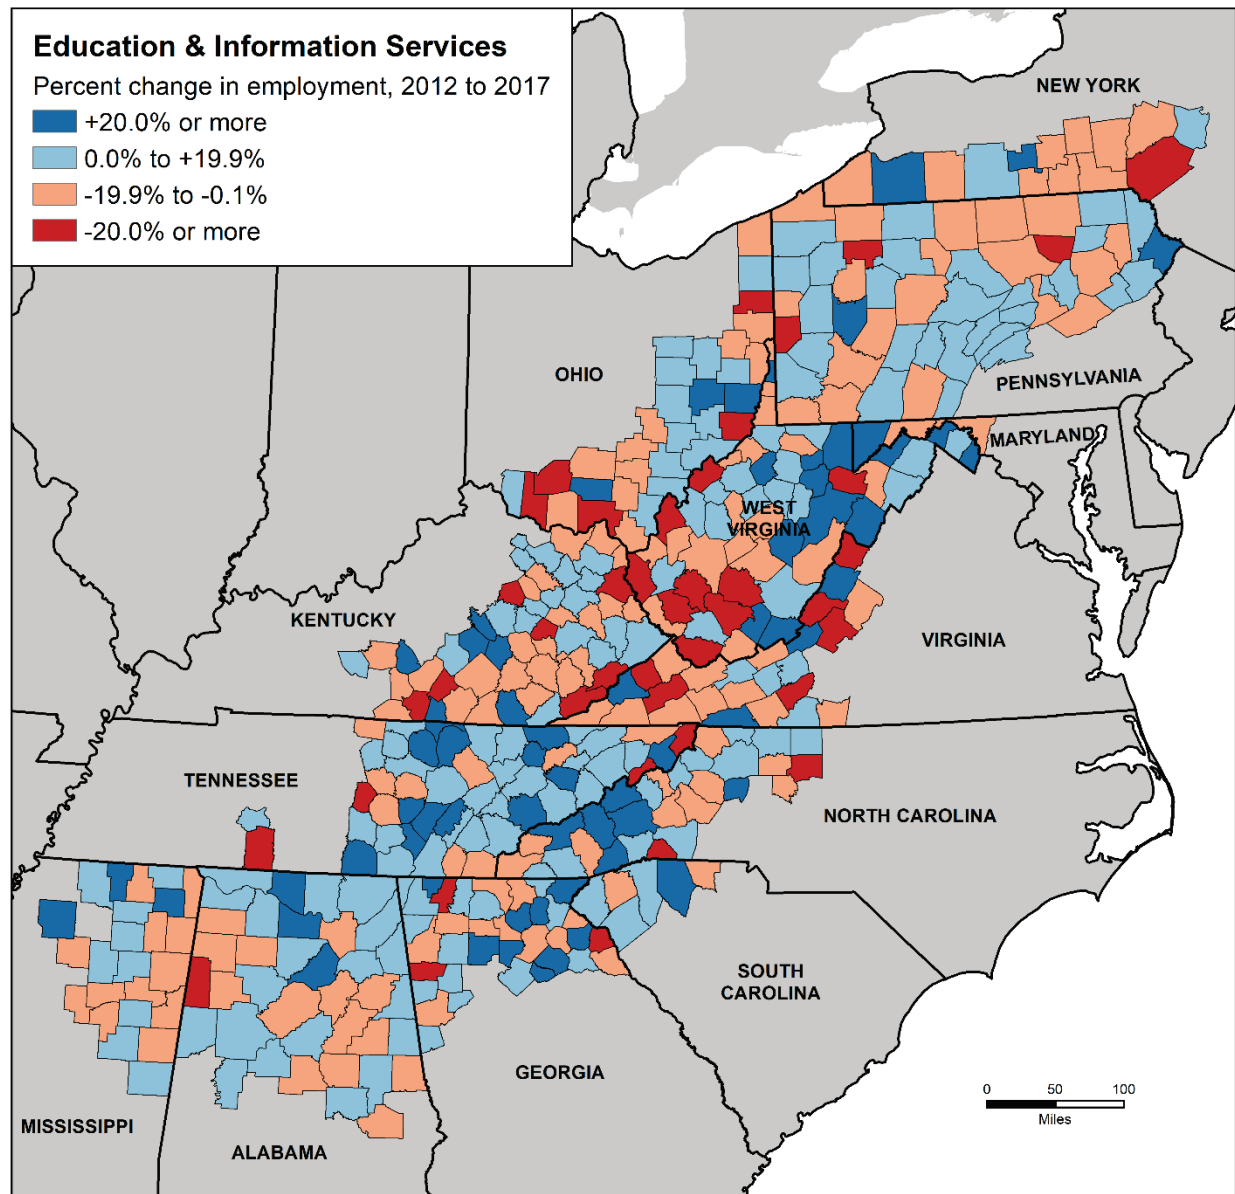 Education & Information Services
Percent change in employment, 2012 to 2017
+20.0% or more
0.0% to +19.9%
-19.9% to -0.1%
-20.0% or more
NEW YORK
OHIO
PENNSYLVANIA
MARYLAND
WEST
VIRGINIA
KENTUCKY
VIRGINIA
TENNESSEE
NORTH CAROLINA
SOUTH
CAROLINA
GEORGIA
MISSISSIPPI
ALABAMA
0 50 100
Miles